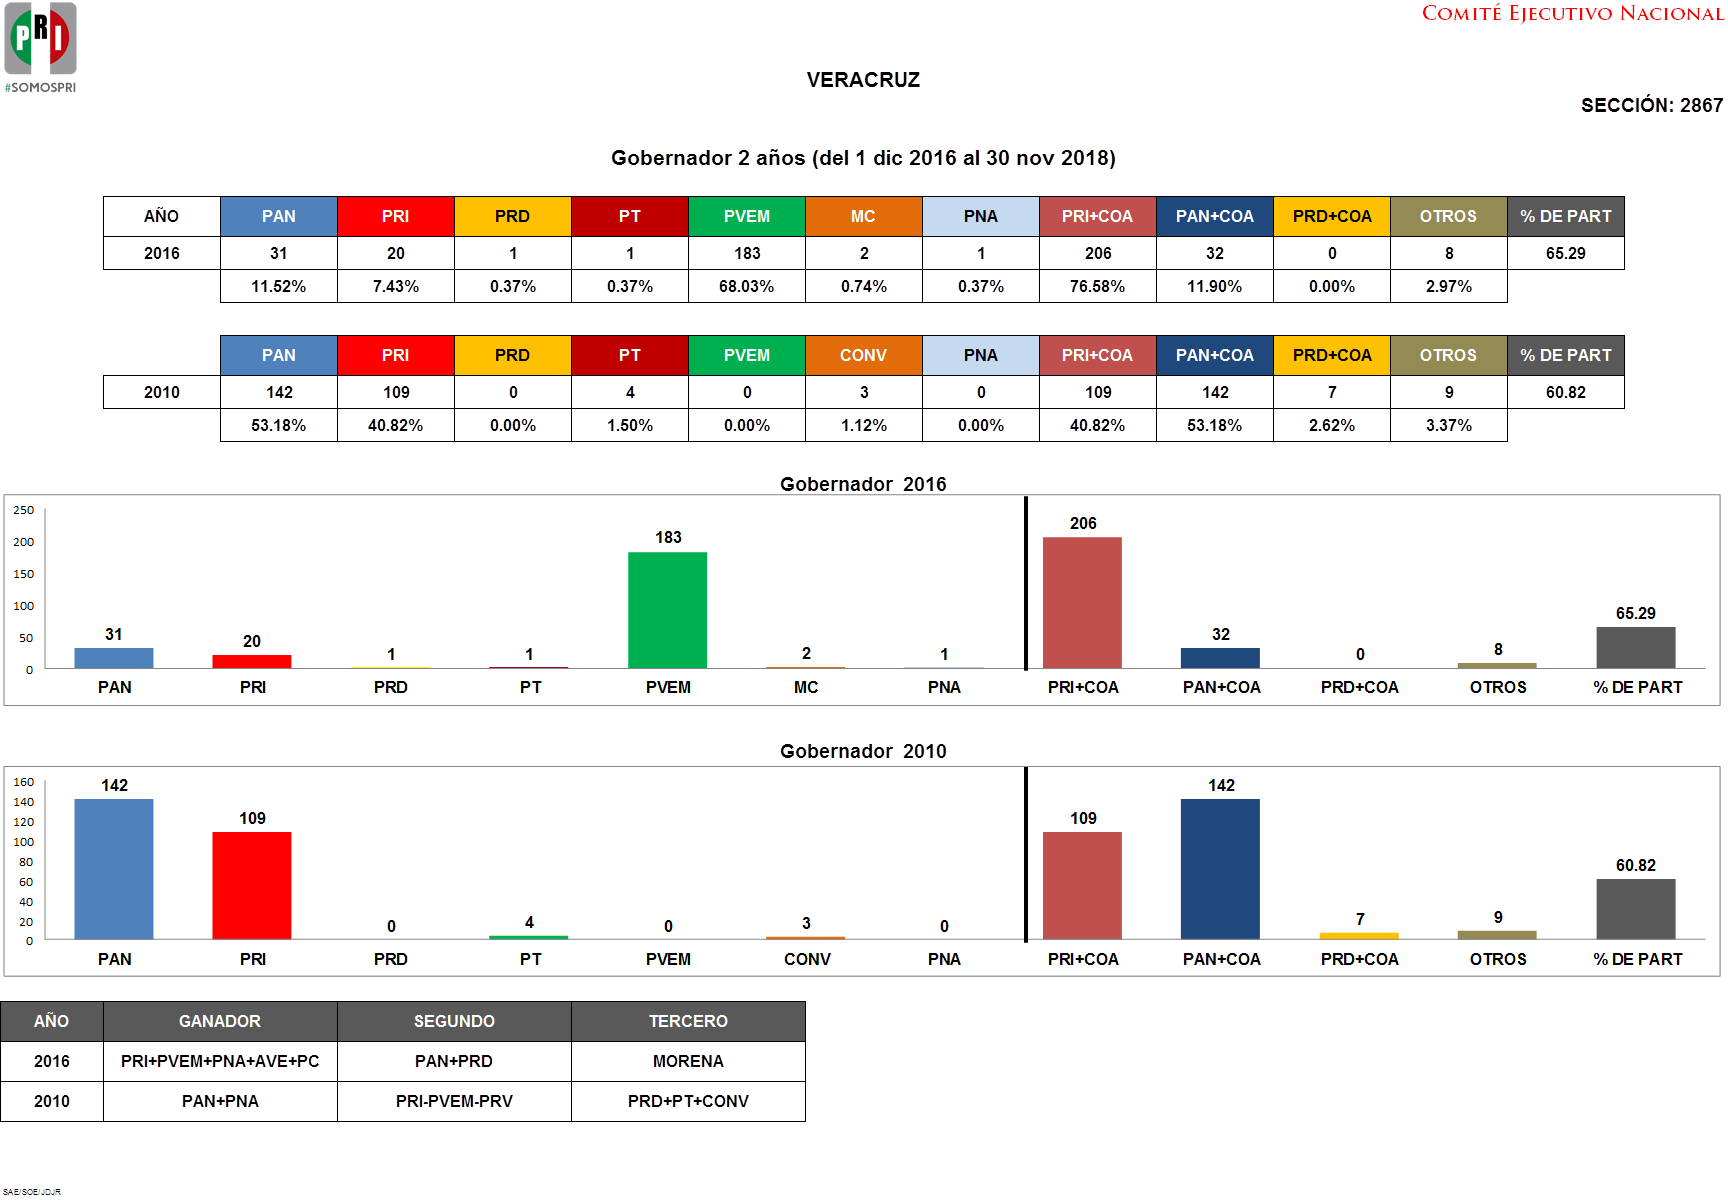 PRI
#SOMOSPRI
COMITÉ EJECUTIVO NACIONAL
VERACRUZ
SECCIÓN: 2867
Gobernador 2 años (del 1 dic 2016 al 30 nov 2018)
AÑO PAN PRI PRD PT PVEM MC PNA PRI+COA PAN+COA PRD+COA OTROS % DE PART
2016 31 20 1 1 183 2 1 206 32 0 8 65.29
11.52% 7.43% 0.37% 0.37% 68.03% 0.74% 0.37% 76.58% 11.90% 0.00% 2.97%
PAN PRI PRD PT PVEM CONV PNA PRI+COA PAN+COA PRD+COA OTROS % DE PART
2010 142 109 0 4 0 3 0 109 142 7 9 60.82
53.18% 40.82% 0.00% 1.50% 0.00% 1.12% 0.00% 40.82% 53.18% 2.62% 3.37%
Gobernador 2016
250
200
150
100
50
0
31 20 1 1 183 2 1 206 32 0 8 65.29
PAN PRI PRD PT PVEM MC PNA PRI+COA PAN+COA PRD+COA OTROS % DE PART
Gobernador 2010
160
140
120
100
80
60
40
20
0
142 109 0 4 0 3 0 109 142 7 9 60.82
PAN PRI PRD PT PVEM CONV PNA PRI+COA PAN+COA PRD+COA OTROS % DE PART
AÑO GANADOR SEGUNDO TERCERO
2016 PRI+PVEM+PNA+AVE+PC PAN+PRD MORENA
2010 PAN+PNA PRI-PVEM-PRV PRD+PT+CONV
SAE/SOE/JDJR